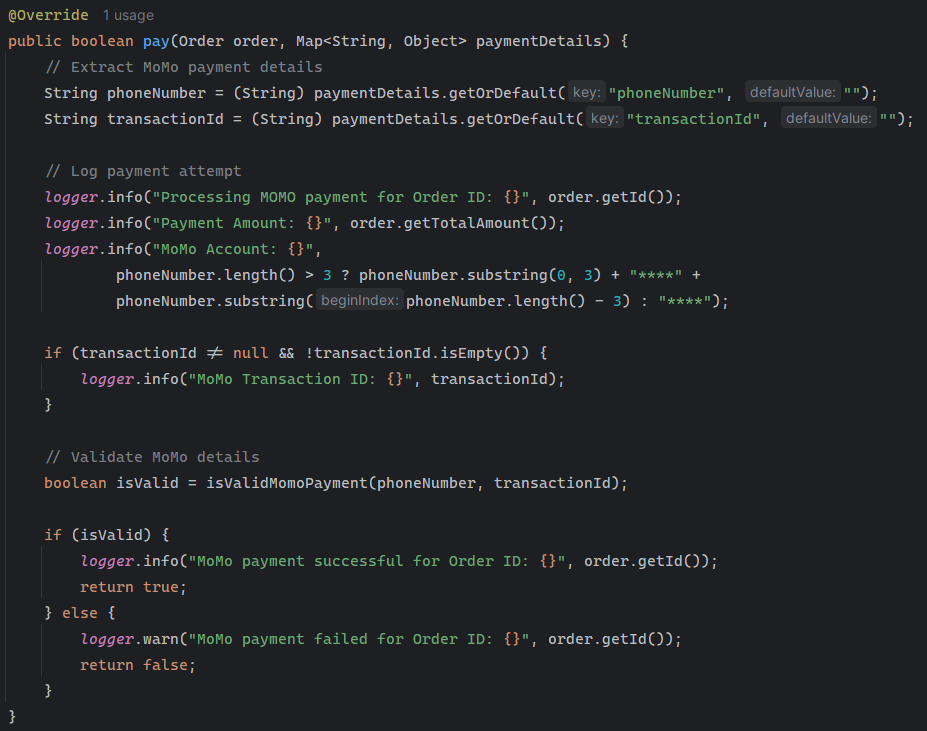 @Override 1 usage
public boolean pay(Order order, Map<String, Object> paymentDetails) {
    // Extract MoMo payment details
    String phoneNumber = (String) paymentDetails.getOrDefault( key: "phoneNumber", defaultValue: "");
    String transactionId = (String) paymentDetails.getOrDefault( key: "transactionId", defaultValue: "");

    // Log payment attempt
    logger.info("Processing MOMO payment for Order ID: {}", order.getId());
    logger.info("Payment Amount: {}", order.getTotalAmount());
    logger.info("MoMo Account: {}",
            phoneNumber.length() > 3 ? phoneNumber.substring(0, 3) + "****" +
            phoneNumber.substring( beginIndex: phoneNumber.length() - 3) : "****");

    if (transactionId ≠ null && !transactionId.isEmpty()) {
        logger.info("MoMo Transaction ID: {}", transactionId);
    }

    // Validate MoMo details
    boolean isValid = isValidMomoPayment(phoneNumber, transactionId);

    if (isValid) {
        logger.info("MoMo payment successful for Order ID: {}", order.getId());
        return true;
    } else {
        logger.warn("MoMo payment failed for Order ID: {}", order.getId());
        return false;
    }
}